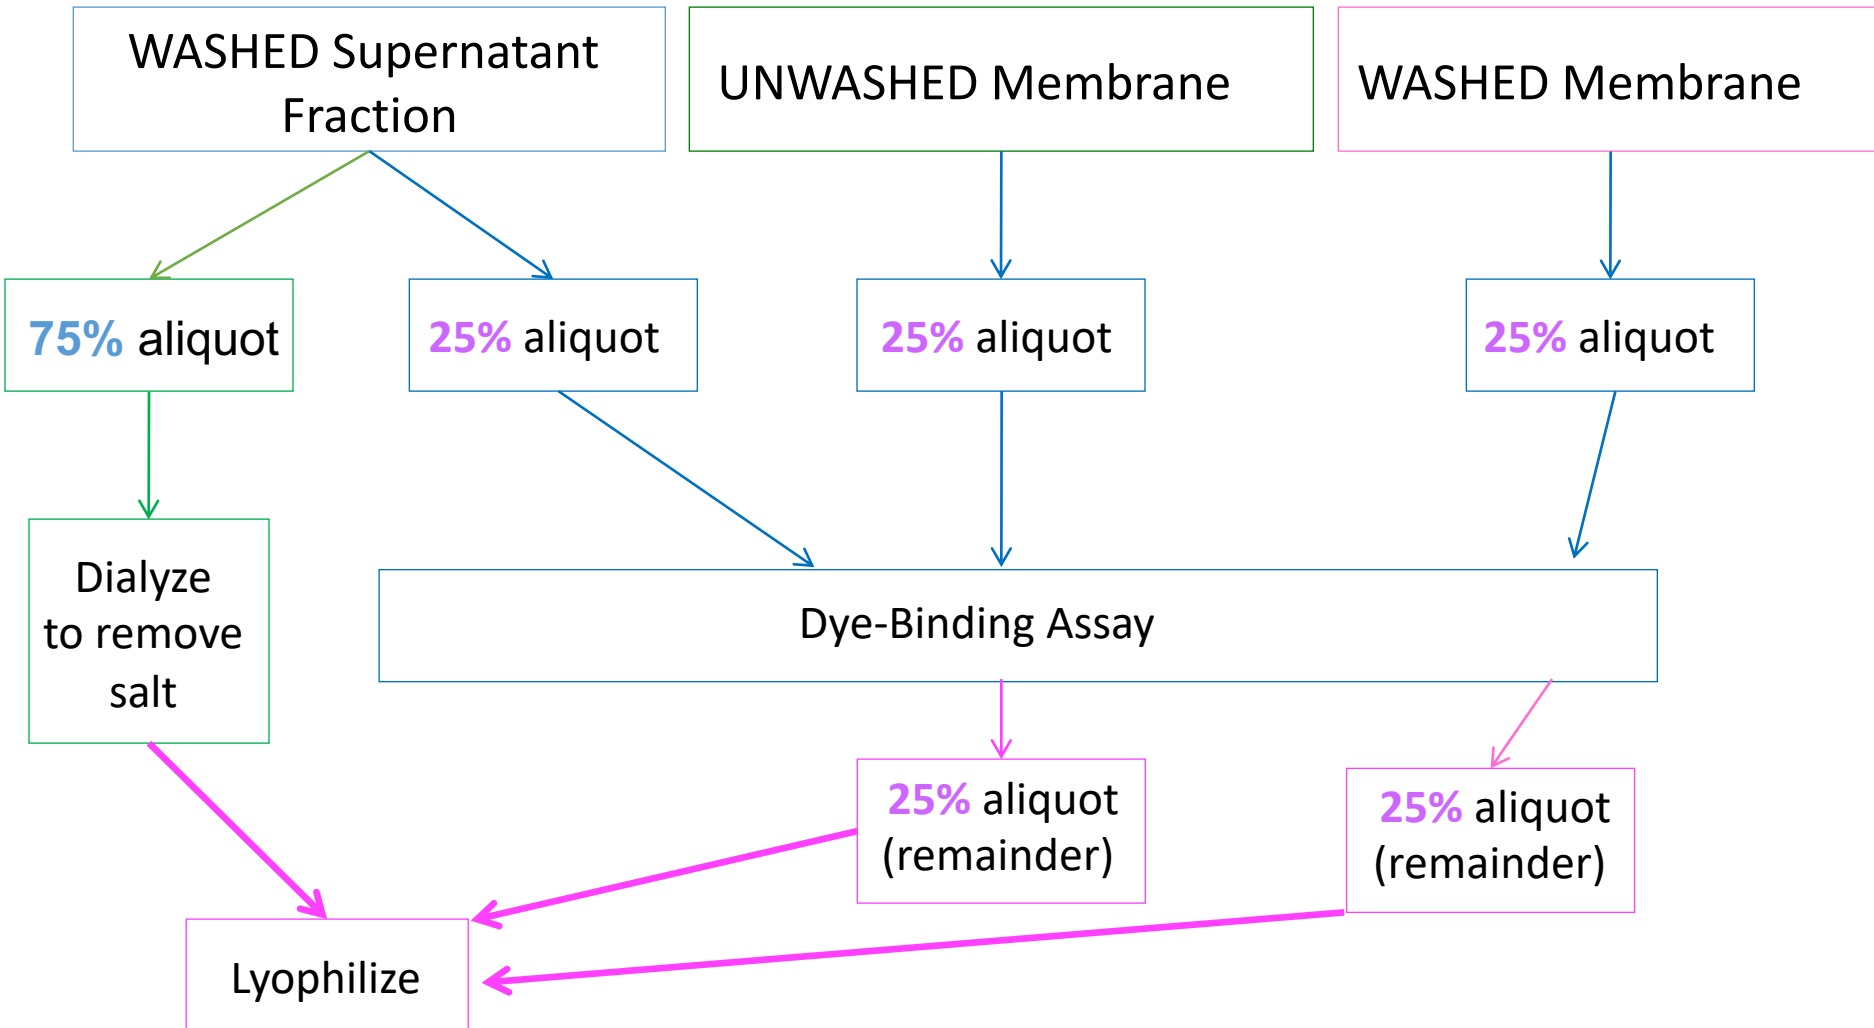 WASHED Supernatant
Fraction
UNWASHED Membrane
WASHED Membrane
75% aliquot
25% aliquot
25% aliquot
25% aliquot
Dialyze
to remove
salt
Dye-Binding Assay
25% aliquot
(remainder)
25% aliquot
(remainder)
Lyophilize